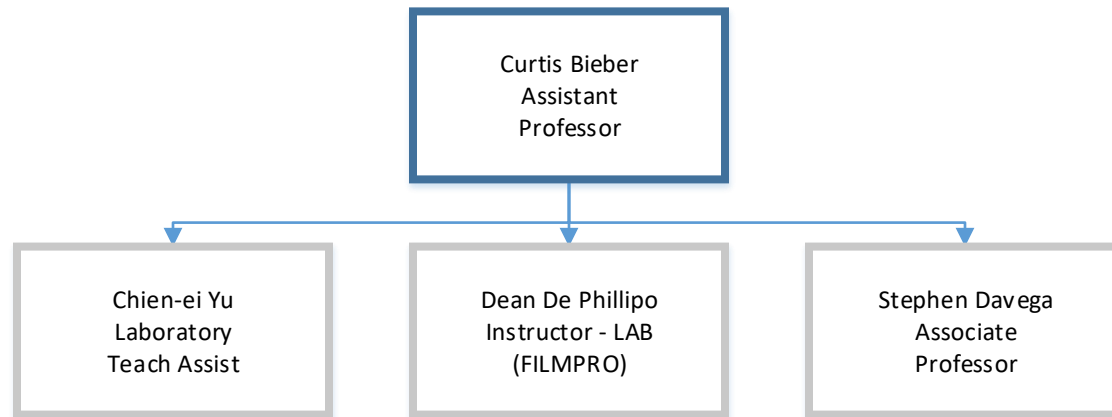 Curtis Bieber
Assistant
Professor
Chien-ei Yu
Laboratory
Teach Assist
Dean De Phillipo
Instructor - LAB
(FILMPRO)
Stephen Davega
Associate
Professor